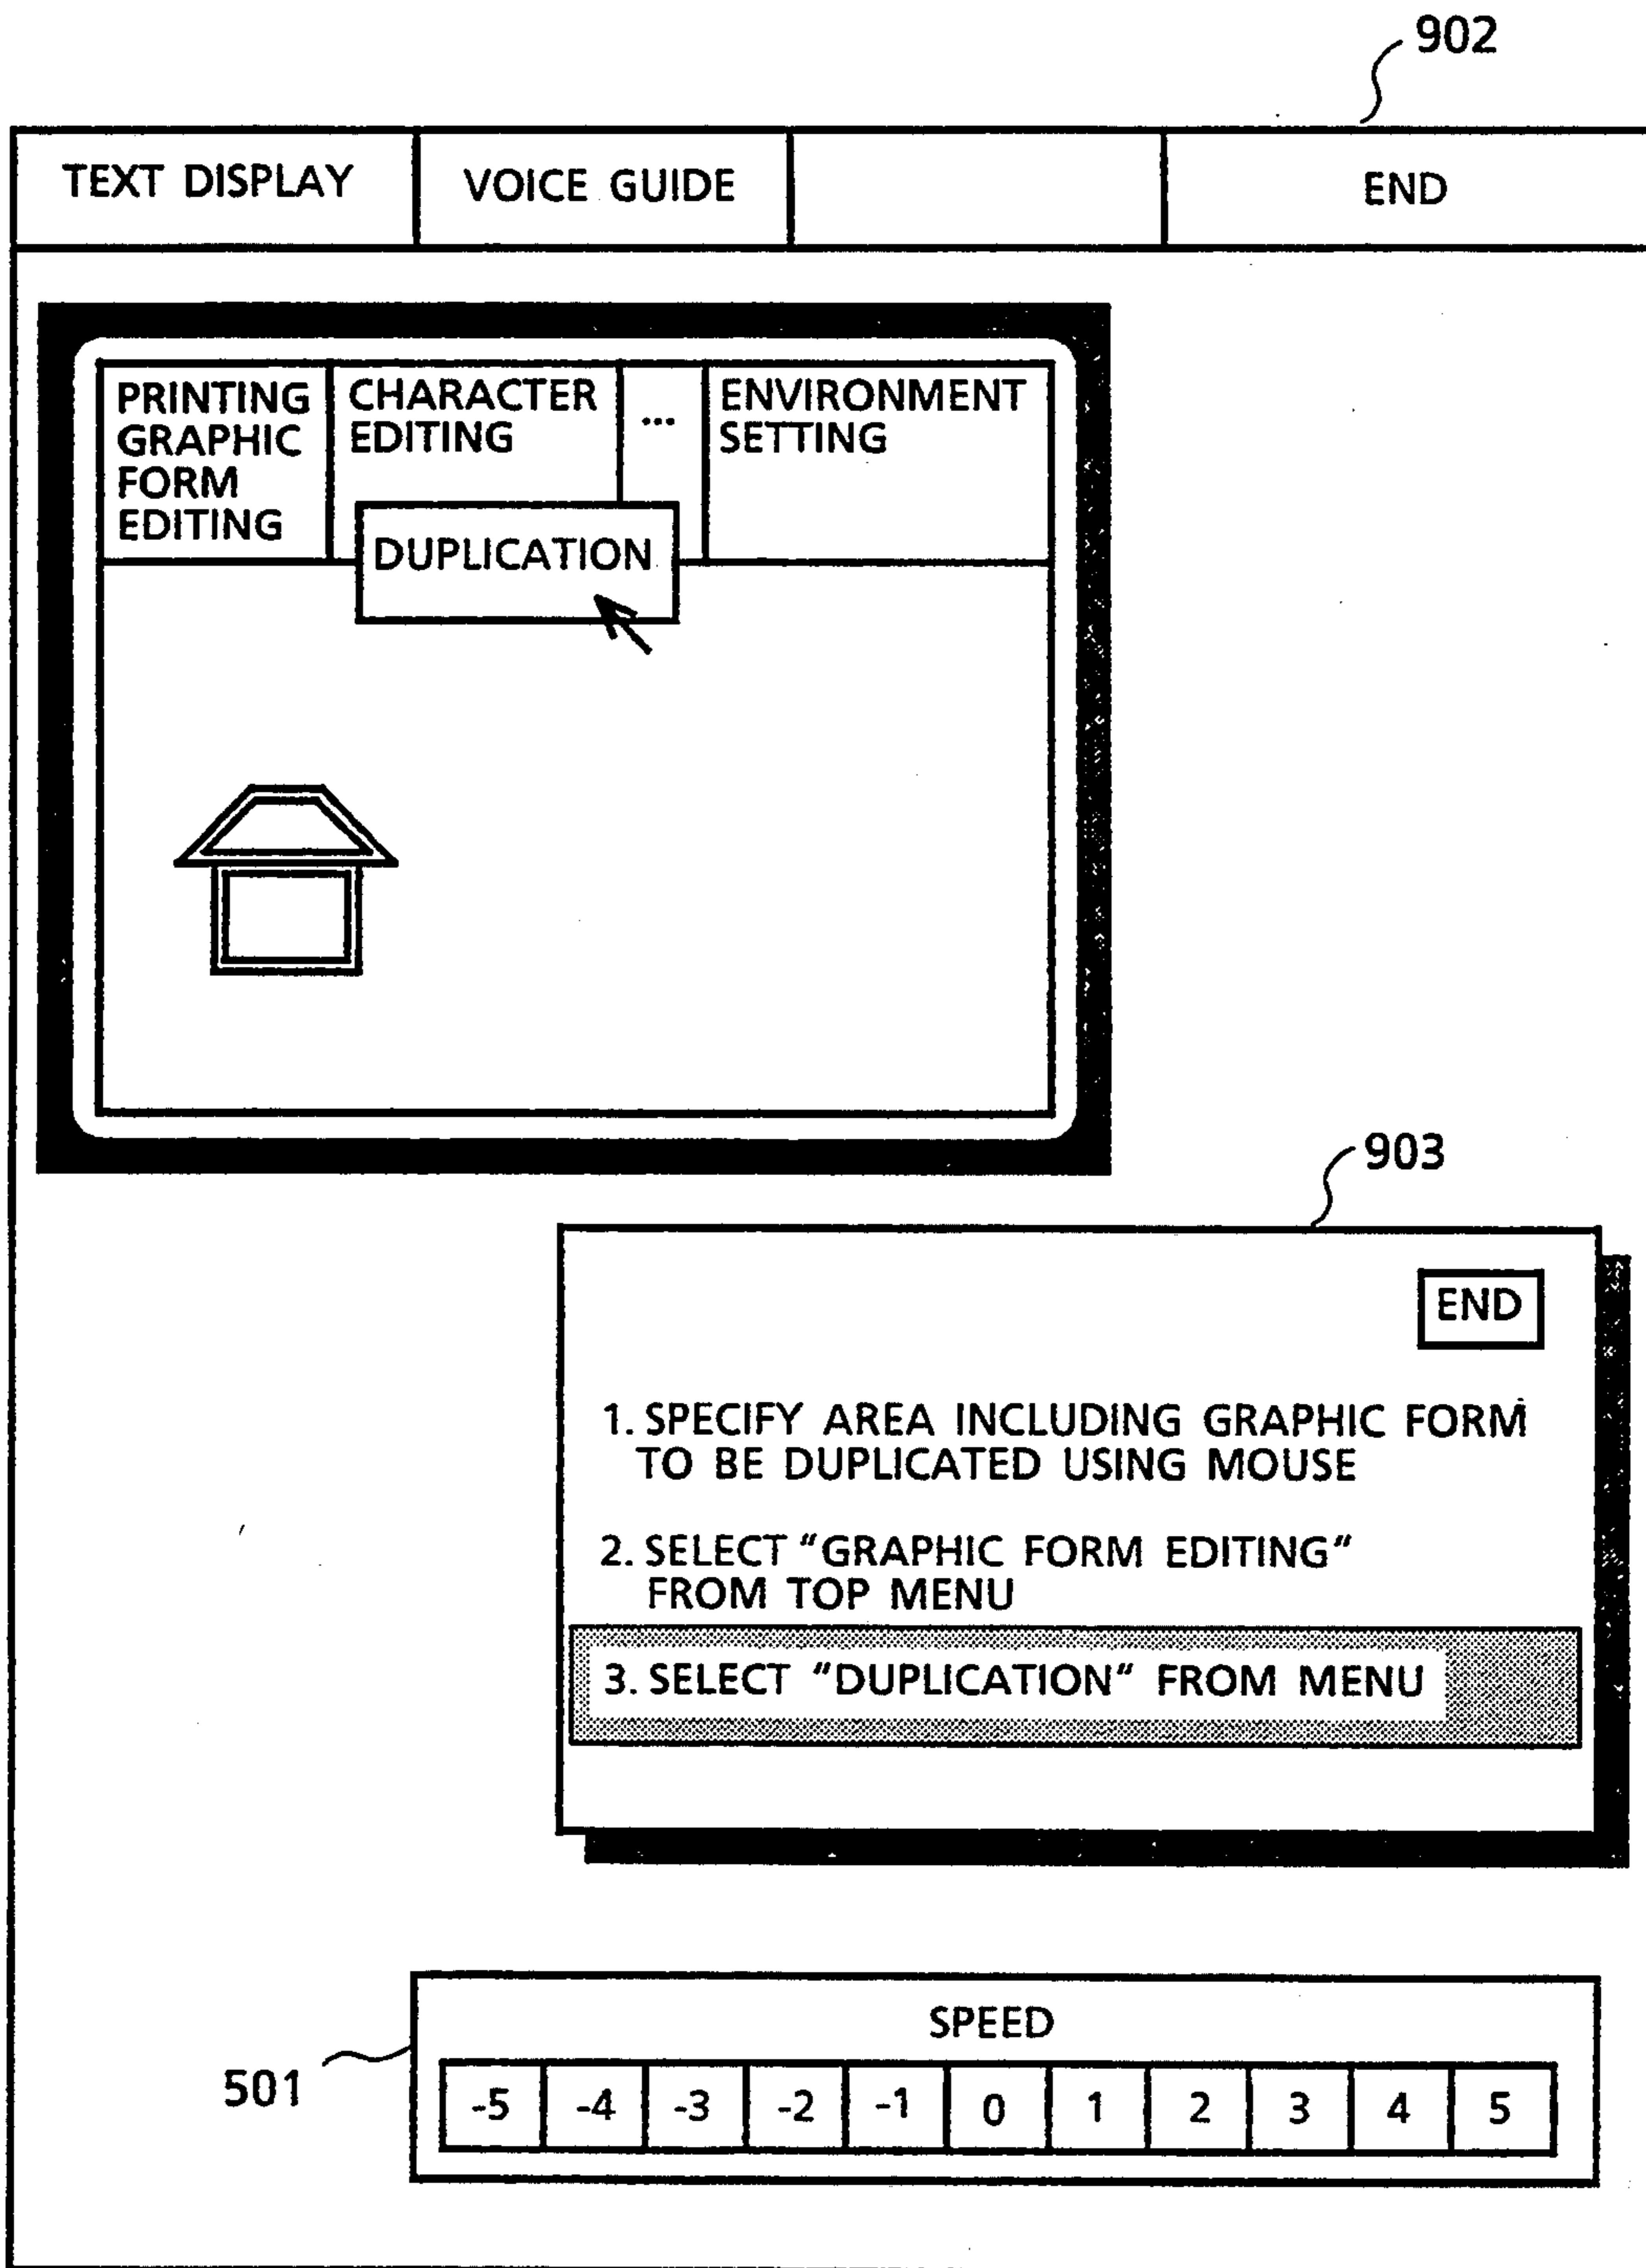 902
TEXT DISPLAY
VOICE GUIDE
END
PRINTING
GRAPHIC
FORM
EDITING
CHARACTER
EDITING
...
ENVIRONMENT
SETTING
DUPLICATION
903
END
1. SPECIFY AREA INCLUDING GRAPHIC FORM
TO BE DUPLICATED USING MOUSE
2. SELECT "GRAPHIC FORM EDITING"
FROM TOP MENU
3. SELECT "DUPLICATION" FROM MENU
501
SPEED
-5 -4 -3 -2 -1 0 1 2 3 4 5